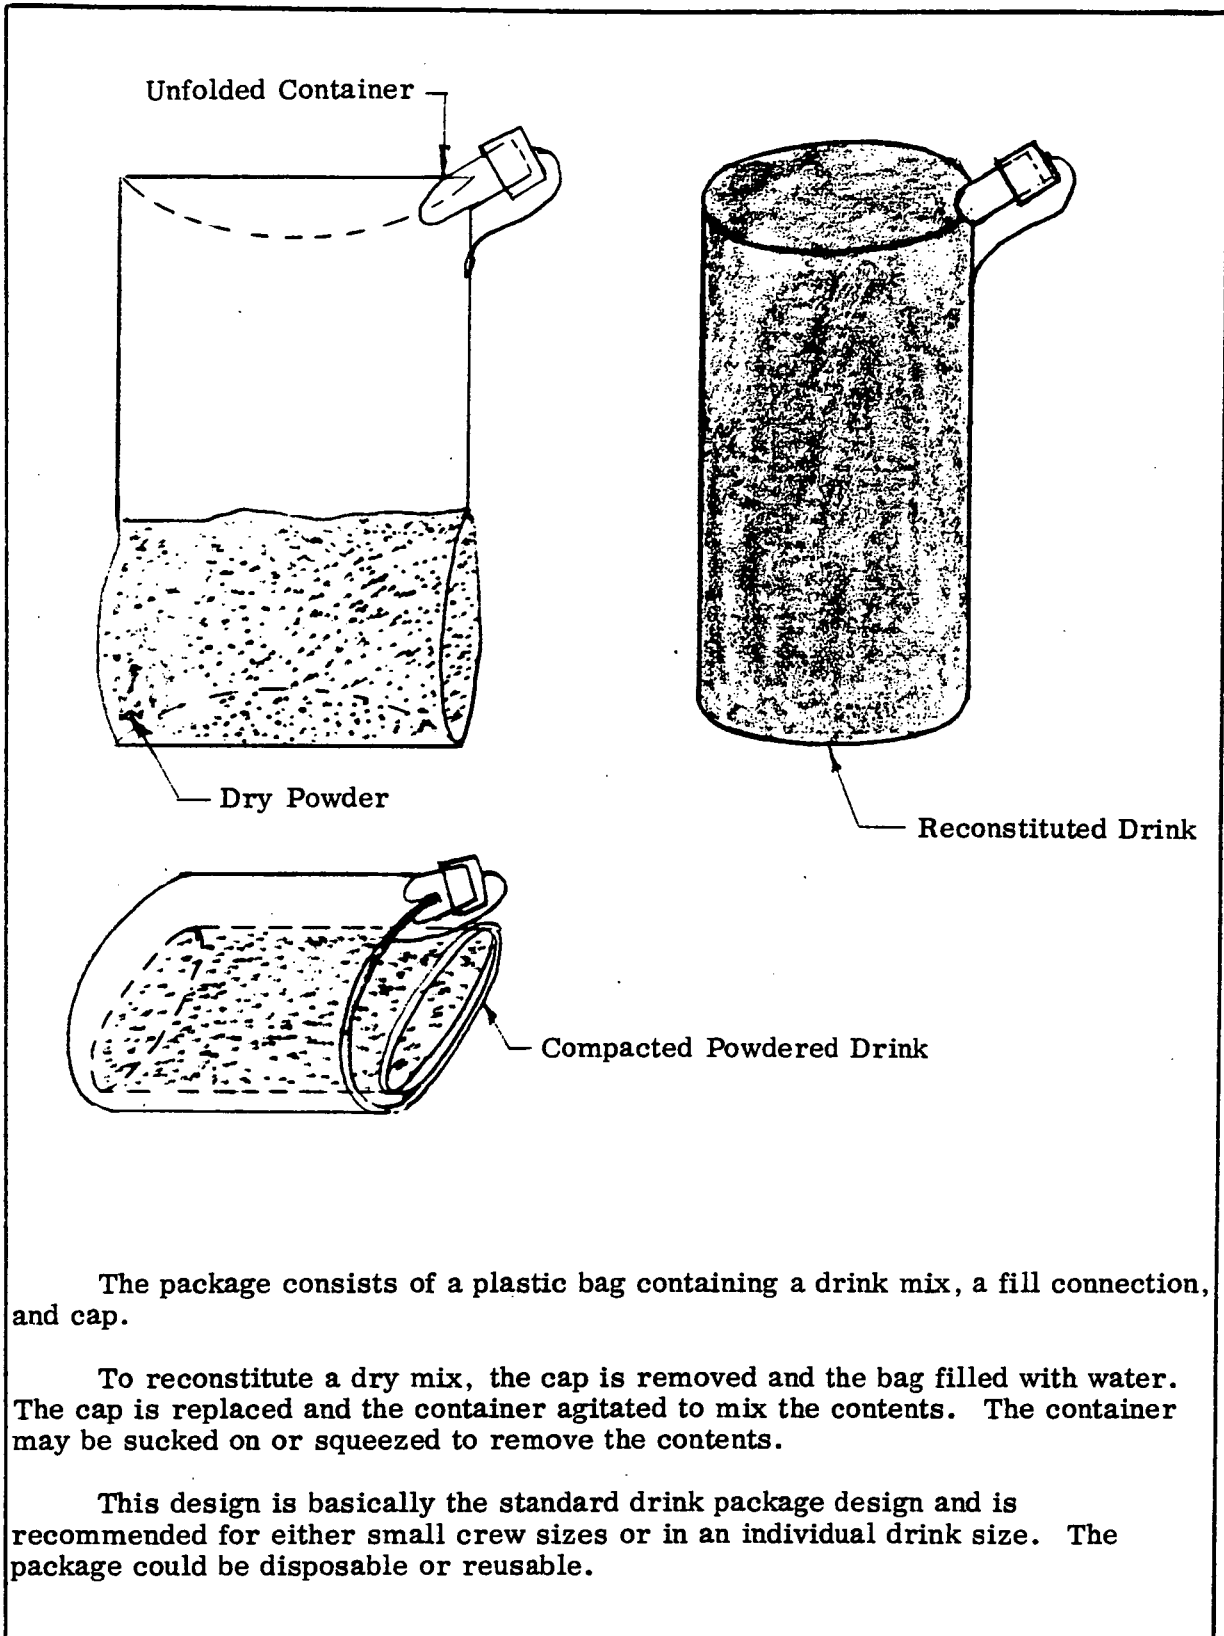 Unfolded Container
Dry Powder
Reconstituted Drink
Compacted Powdered Drink
The package consists of a plastic bag containing a drink mix, a fill connection,
and cap.
To reconstitute a dry mix, the cap is removed and the bag filled with water.
The cap is replaced and the container agitated to mix the contents. The container
may be sucked on or squeezed to remove the contents.
This design is basically the standard drink package design and is
recommended for either small crew sizes or in an individual drink size. The
package could be disposable or reusable.